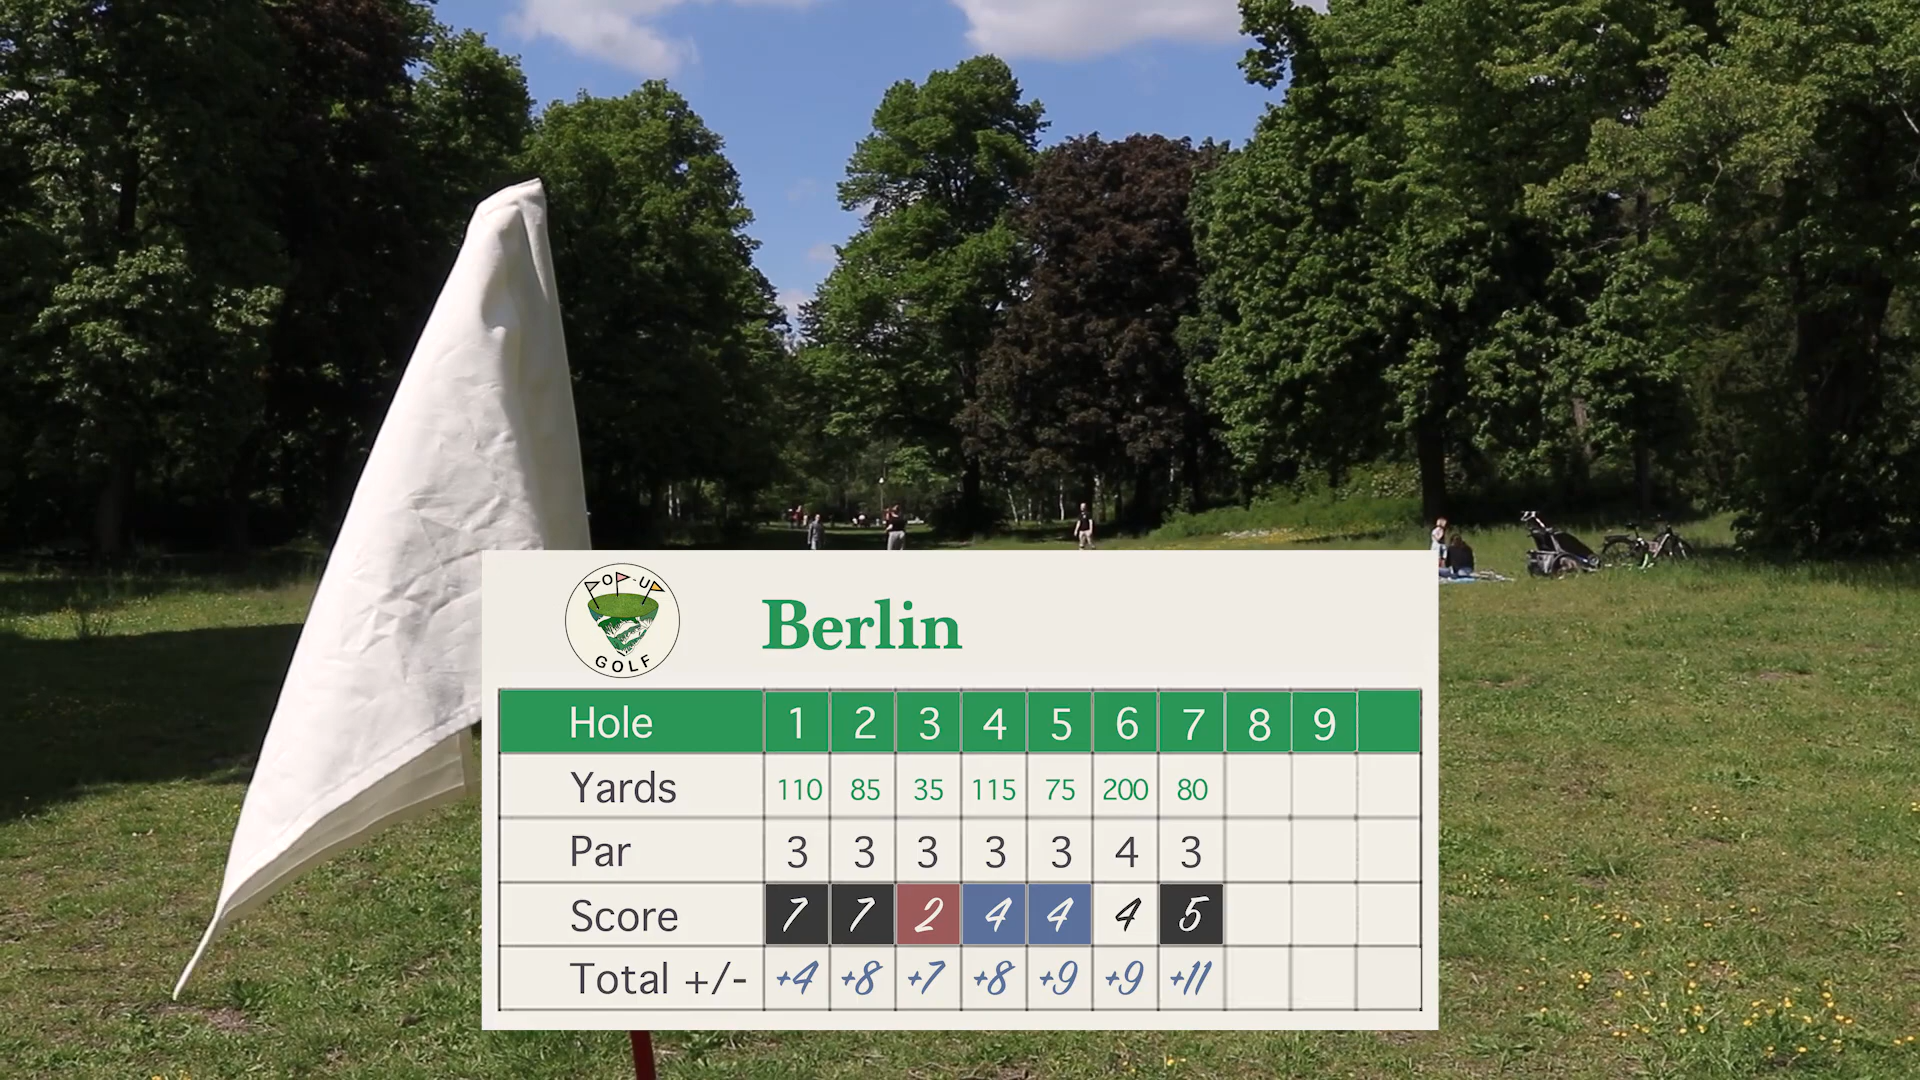 POP-UP
GOLF
Berlin
Hole 1 2 3 4 5 6 7 8 9
Yards 110 85 35 115 75 200 80
Par 3 3 3 3 3 4 3
Score 7 7 2 4 4 4 5
Total +/- +4 +8 +7 +8 +9 +9 +11